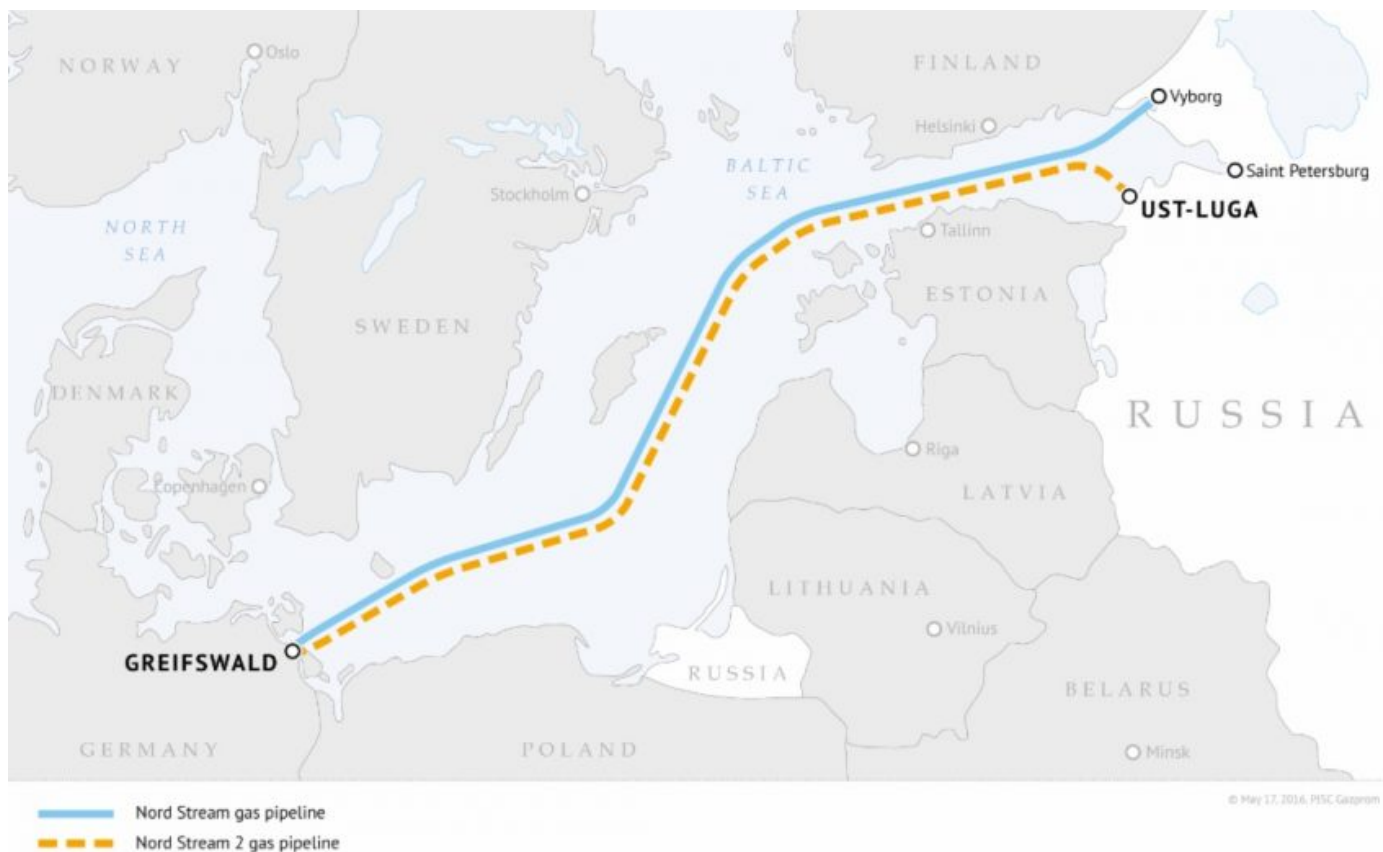 NORWAY
Oslo
FINLAND
Vyborg
Helsinki
BALTIC
SEA
Saint Petersburg
Stockholm
UST-LUGA
NORTH
SEA
Tallinn
ESTONIA
SWEDEN
DENMARK
RUSSIA
Riga
Copenhagen
LATVIA
LITHUANIA
Vilnius
GREIFSWALD
RUSSIA
BELARUS
GERMANY
POLAND
Minsk
© May 17, 2016, PJSC Gazprom
Nord Stream gas pipeline
Nord Stream 2 gas pipeline